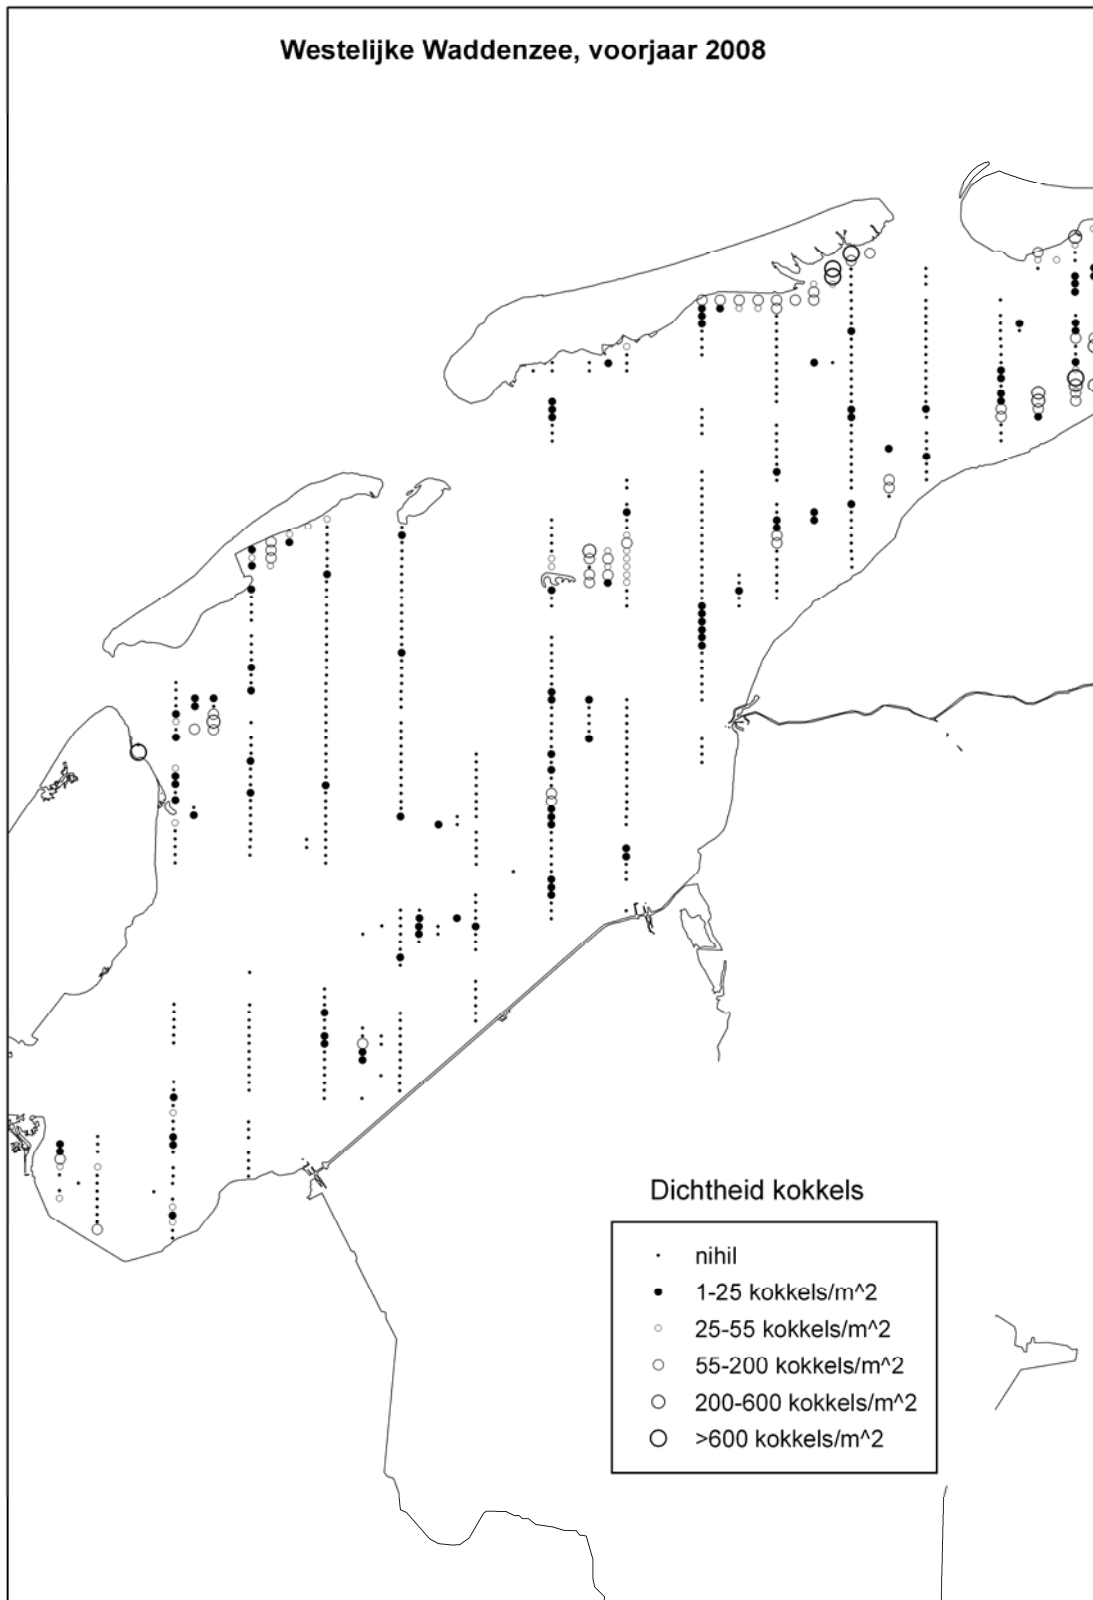 Westelijke Waddenzee, voorjaar 2008
Dichtheid kokkels
nihil
1-25 kokkels/m^2
25-55 kokkels/m^2
55-200 kokkels/m^2
200-600 kokkels/m^2
>600 kokkels/m^2